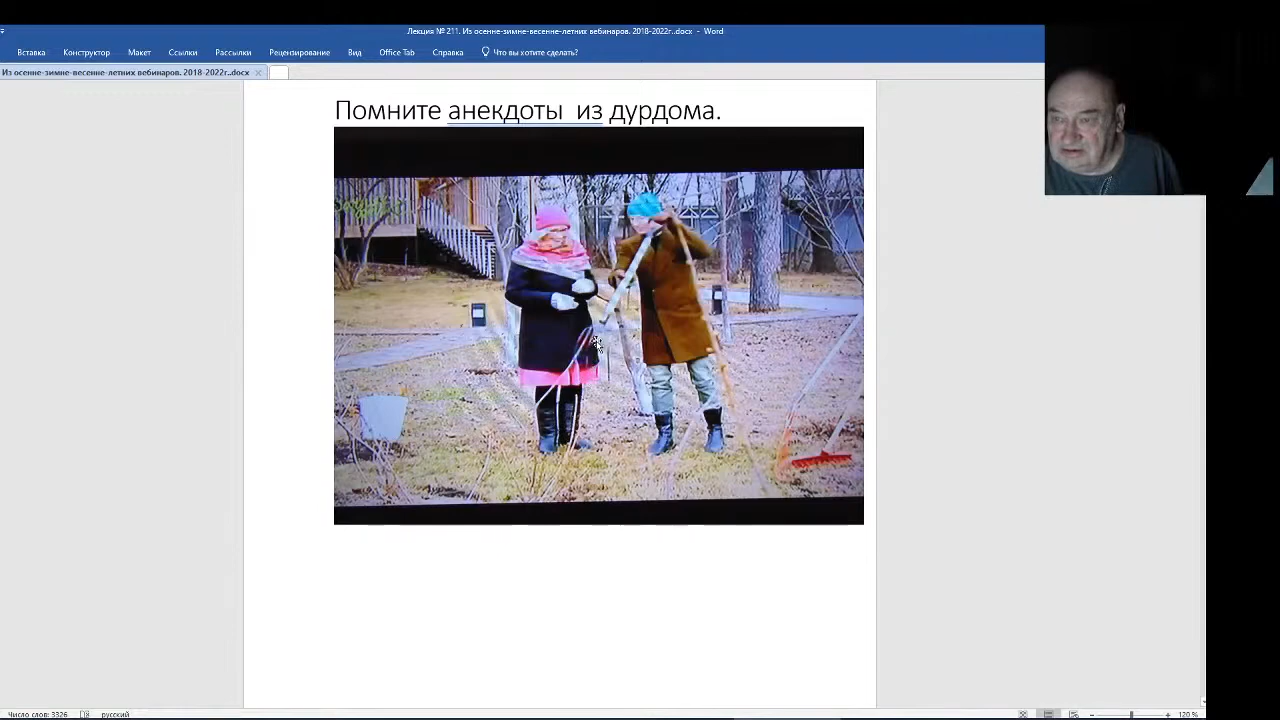 Лекция № 211. Из осенне-зимне-весенне-летних вебинаров. 2018-2022г..docx - Word
Вставка Конструктор Макет Ссылки Рассылки Рецензирование Вид Office Tab Справка Что вы хотите сделать?
Из осенне-зимне-весенне-летних вебинаров. 2018-2022г..docx
Помните анекдоты из дурдома.
Число слов: 3326 русский 120 %